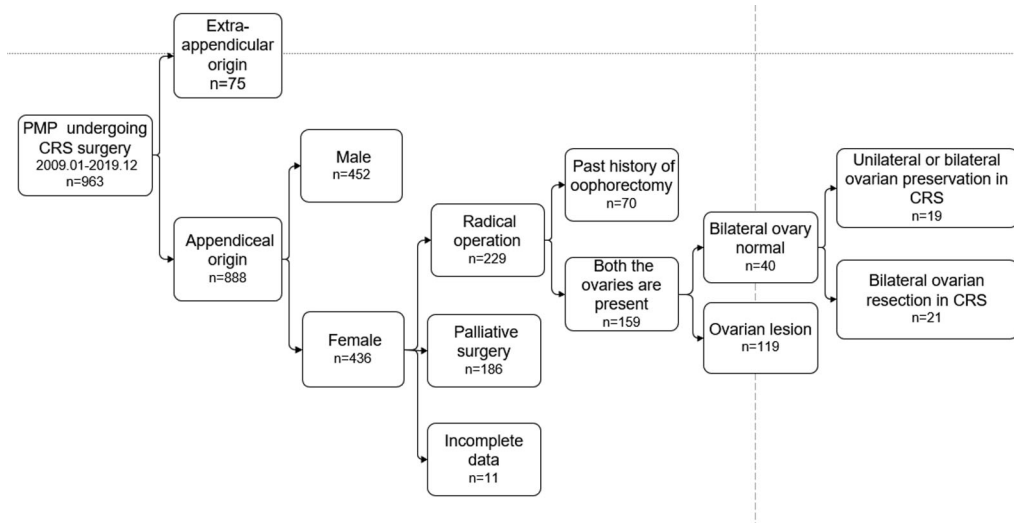 Extra-
appendicular
origin
n=75
PMP undergoing
CRS surgery
2009.01-2019.12
n=963
Appendiceal
origin
n=888
Male
n=452
Female
n=436
Radical
operation
n=229
Palliative
surgery
n=186
Incomplete
data
n=11
Past history of
oophorectomy
n=70
Both the
ovaries are
present
n=159
Bilateral ovary
normal
n=40
Ovarian lesion
n=119
Unilateral or bilateral
ovarian preservation in
CRS
n=19
Bilateral ovarian
resection in CRS
n=21